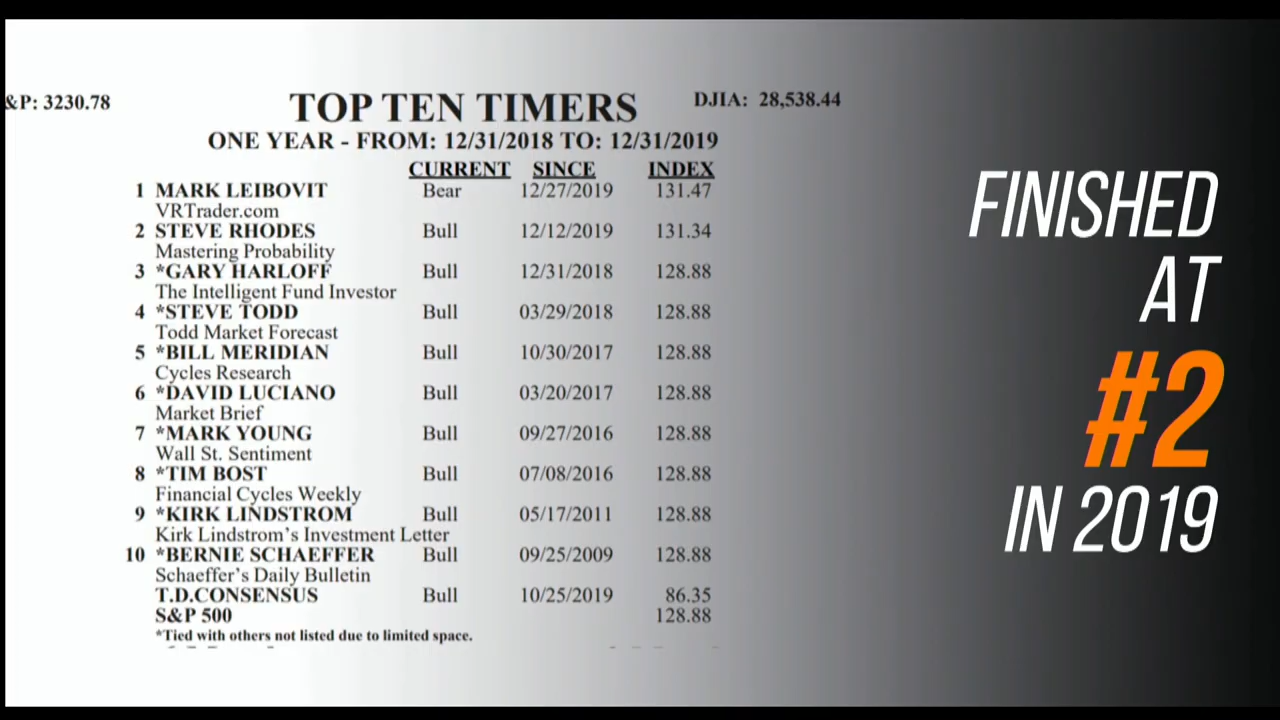 &P: 3230.78
TOP TEN TIMERS
DJIA: 28,538.44
ONE YEAR - FROM: 12/31/2018 TO: 12/31/2019
CURRENT SINCE INDEX
1 MARK LEIBOVIT Bear 12/27/2019 131.47
VRTrader.com
2 STEVE RHODES Bull 12/12/2019 131.34
Mastering Probability
3 *GARY HARLOFF Bull 12/31/2018 128.88
The Intelligent Fund Investor
4 *STEVE TODD Bull 03/29/2018 128.88
Todd Market Forecast
5 *BILL MERIDIAN Bull 10/30/2017 128.88
Cycles Research
6 *DAVID LUCIANO Bull 03/20/2017 128.88
Market Brief
7 *MARK YOUNG Bull 09/27/2016 128.88
Wall St. Sentiment
8 *TIM BOST Bull 07/08/2016 128.88
Financial Cycles Weekly
9 *KIRK LINDSTROM Bull 05/17/2011 128.88
Kirk Lindstrom's Investment Letter
10 *BERNIE SCHAEFFER Bull 09/25/2009 128.88
Schaeffer's Daily Bulletin
T.D.CONSENSUS Bull 10/25/2019 86.35
S&P 500 128.88
*Tied with others not listed due to limited space.
FINISHED
AT
#2
IN 2019